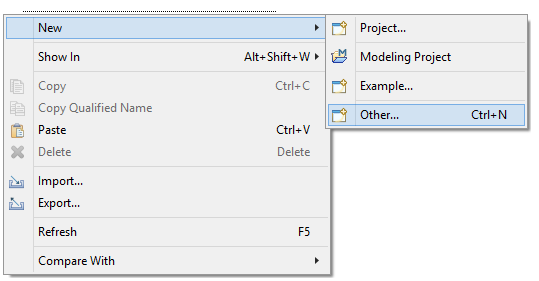 New
Show In Alt+Shift+W
Copy Ctrl+C
Copy Qualified Name
Paste Ctrl+V
Delete Delete
Import...
Export...
Refresh F5
Compare With
Project...
Modeling Project
Example...
Other... Ctrl+N